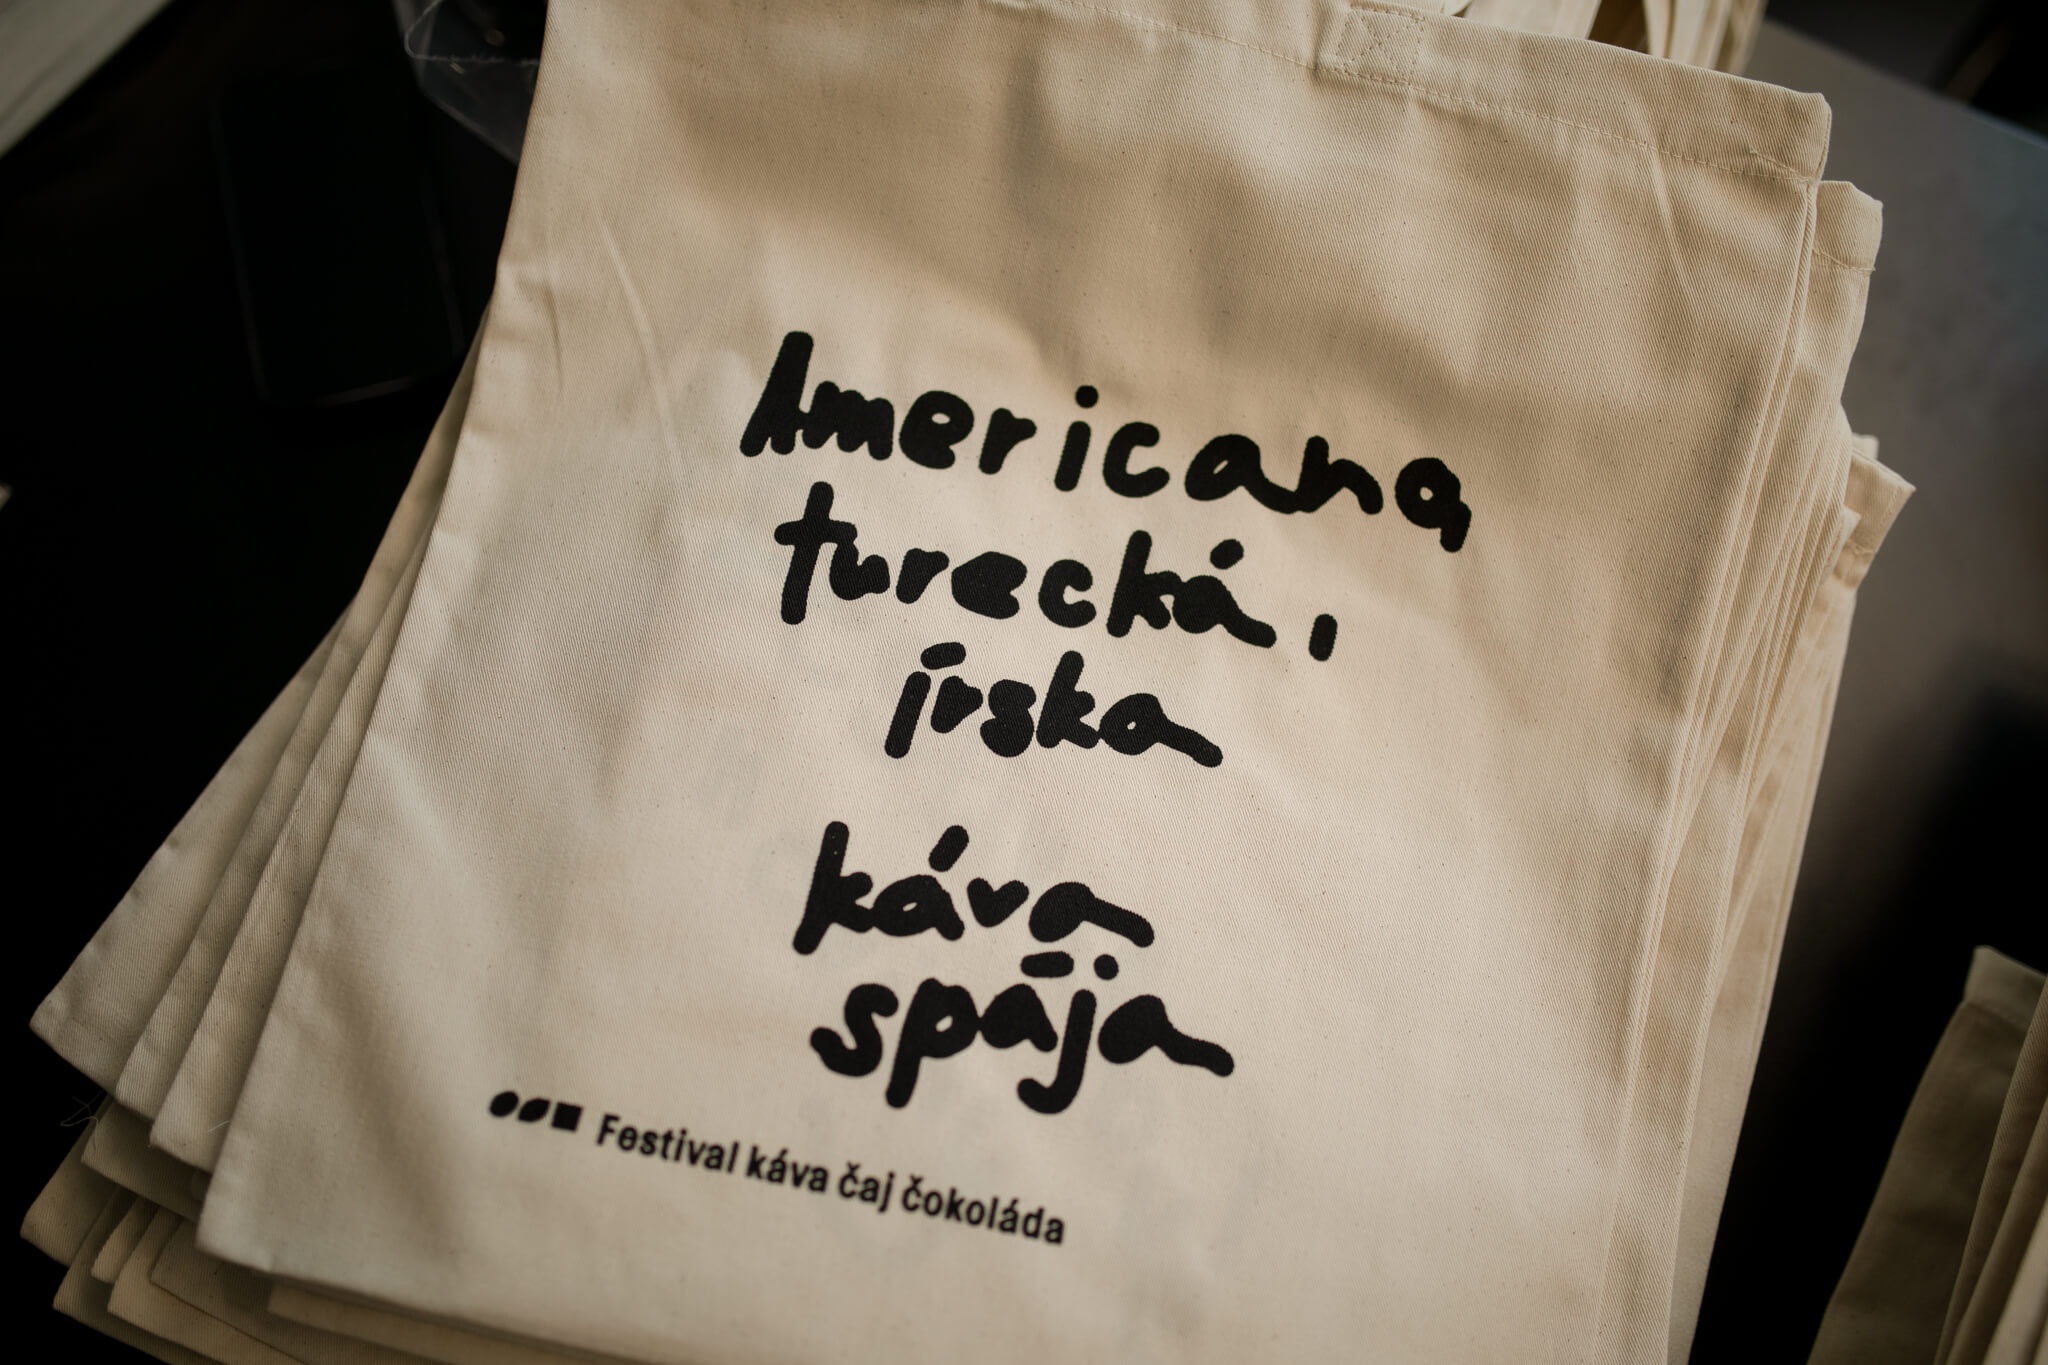 Americana
turecká,
írska
káva
spája
Festival káva čaj čokoláda